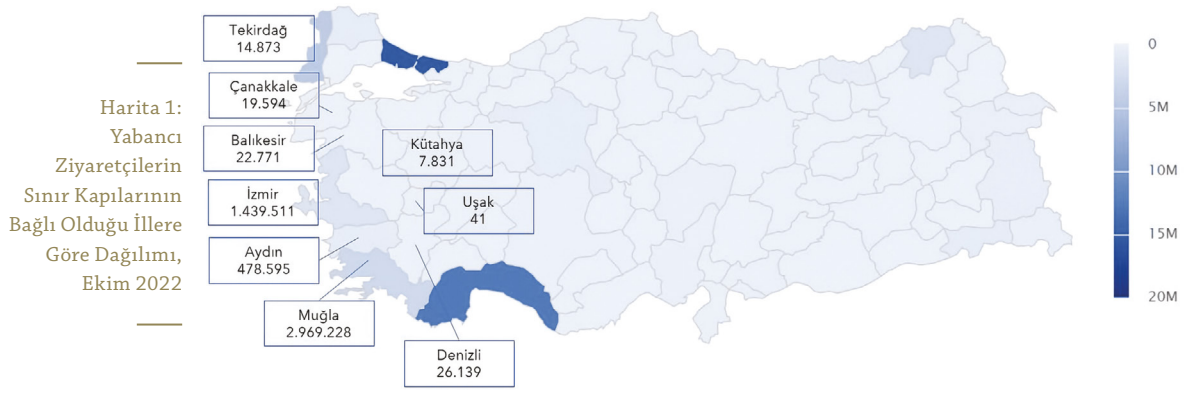 Harita 1:
Yabancı
Ziyaretçilerin
Sınır Kapılarının
Bağlı Olduğu İllere
Göre Dağılımı,
Ekim 2022
Tekirdağ
14.873
Çanakkale
19.594
Balıkesir
22.771
Kütahya
7.831
İzmir
1.439.511
Uşak
41
Aydın
478.595
Muğla
2.969.228
Denizli
26.139
0
5M
10M
15M
20M